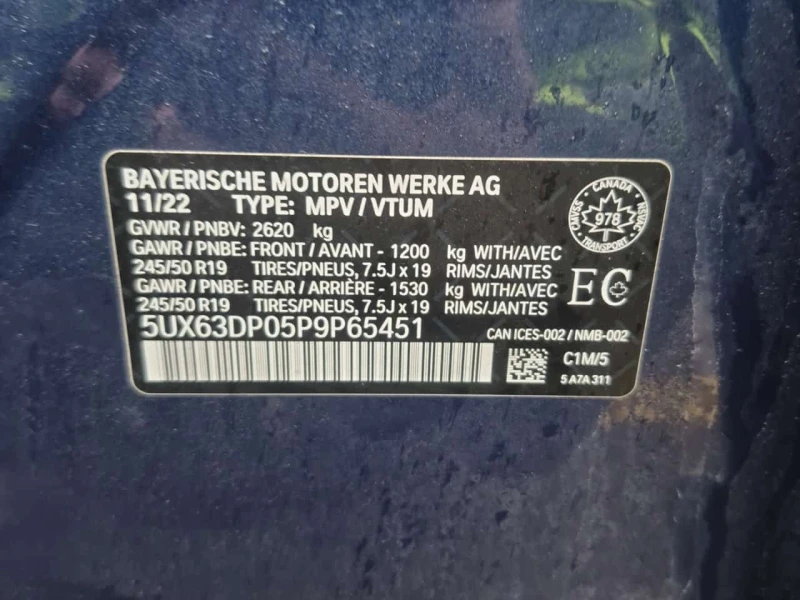 BAYERISCHE MOTOREN WERKE AG
11/22 TYPE: MPV / VTUM
GVWR / PNBV: 2620 kg
GAWR / PNBE: FRONT / AVANT - 1200 kg WITH/AVEC
245/50 R19 TIRES/PNEUS, 7.5J x 19 RIMS/JANTES
GAWR / PNBE: REAR / ARRIÈRE - 1530 kg WITH/AVEC
245/50 R19 TIRES/PNEUS, 7.5J x 19 RIMS/JANTES
5UX63DP05P9P65451
CANADA
CMVSS 978 NSVAC
TRANSPORT
EC
CAN ICES-002 / NMB-002
C1M/5
5 A7A 311